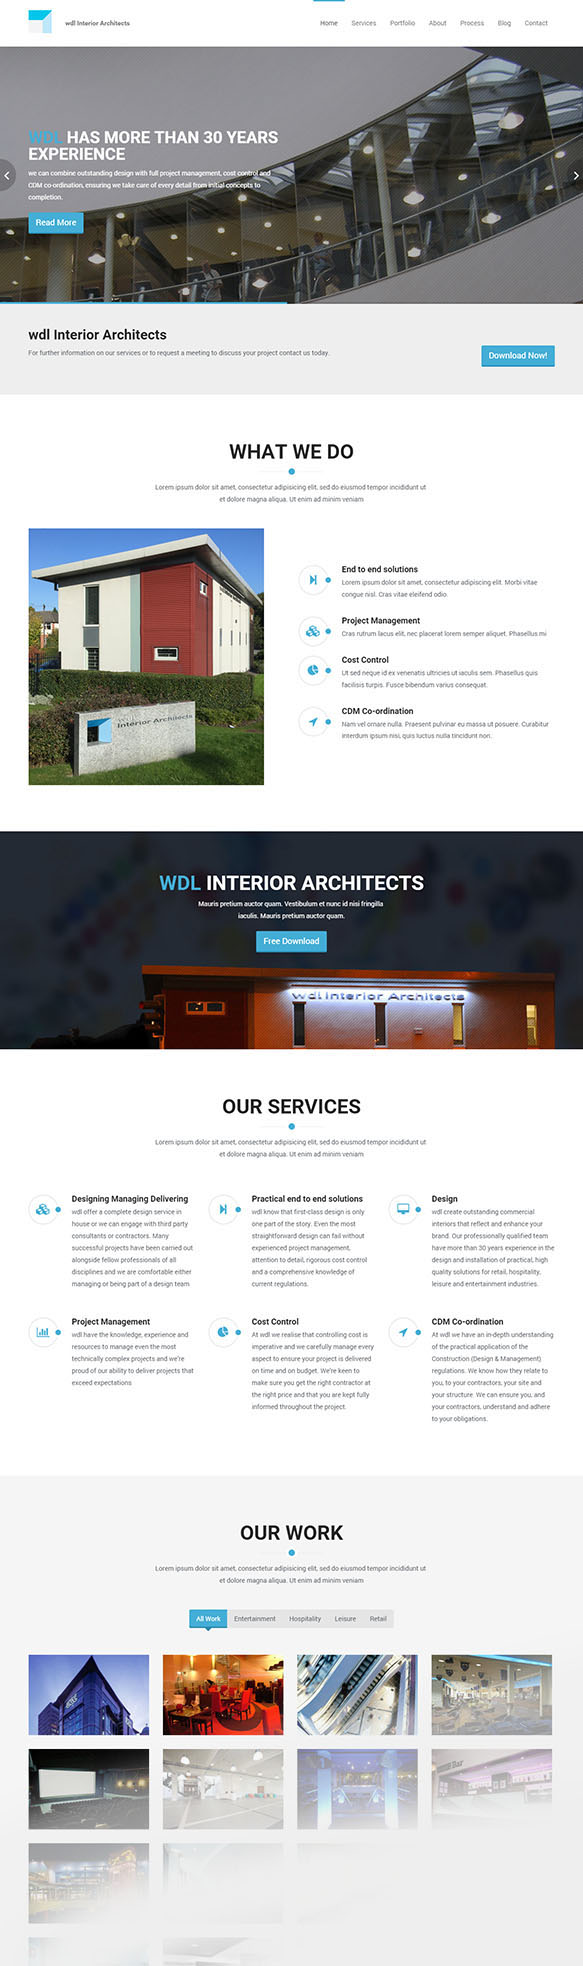 wdl Interior Architects
Home Services Portfolio About Process Blog Contact
WDL HAS MORE THAN 30 YEARS
EXPERIENCE
we can combine outstanding design with full project management, cost control and
CDM co-ordination, ensuring we take care of every detail from initial concepts to
completion.
Read More
wdl Interior Architects
For further information on our services or to request a meeting to discuss your project contact us today.
Download Now!
WHAT WE DO
Lorem ipsum dolor sit amet, consectetur adipisicing elit, sed do eiusmod tempor incididunt ut
et dolore magna aliqua. Ut enim ad minim veniam
End to end solutions
Lorem ipsum dolor sit amet, consectetur adipiscing elit. Morbi vitae
congue nisl. Cras vitae eleifend odio.
Project Management
Cras rutrum lacus elit, nec placerat lorem semper aliquet. Phasellus mi
Cost Control
Ut sed neque id ex venenatis ultricies ut iaculis sem. Phasellus quis
facilisis turpis. Fusce bibendum varius consequat.
CDM Co-ordination
Nam vel ornare nulla. Praesent pulvinar eu massa ut posuere. Curabitur
interdum ipsum nisi, quis luctus nulla tincidunt non.
Interior Architects
WDL INTERIOR ARCHITECTS
Mauris pretium auctor quam. Vestibulum et nunc id nisi fringilla
iaculis. Mauris pretium auctor quam.
Free Download
wdl Interior Architects
OUR SERVICES
Lorem ipsum dolor sit amet, consectetur adipisicing elit, sed do eiusmod tempor incididunt ut
et dolore magna aliqua. Ut enim ad minim veniam
Designing Managing Delivering
wdl offer a complete design service in
house or we can engage with third party
consultants or contractors. Many
successful projects have been carried out
alongside fellow professionals of all
disciplines and we are comfortable either
managing or being part of a design team
Practical end to end solutions
wdl know that first-class design is only
one part of the story. Even the most
straightforward design can fail without
experienced project management,
attention to detail, rigorous cost control
and a comprehensive knowledge of
current regulations.
Design
wdl create outstanding commercial
interiors that reflect and enhance your
brand. Our professionally qualified team
have more than 30 years experience in the
design and installation of practical, high
quality solutions for retail, hospitality,
leisure and entertainment industries.
Project Management
wdl have the knowledge, experience and
resources to manage even the most
technically complex projects and we're
proud of our ability to deliver projects that
exceed expectations
Cost Control
At wdl we realise that controlling cost is
imperative and we carefully manage every
aspect to ensure your project is delivered
on time and on budget. We're keen to
make sure you get the right contractor at
the right price and that you are kept fully
informed throughout the project.
CDM Co-ordination
At wdl we have an in-depth understanding
of the practical application of the
Construction (Design & Management)
regulations. We know how they relate to
you, to your contractors, your site and
your structure. We can ensure you, and
your contractors, understand and adhere
to your obligations.
OUR WORK
Lorem ipsum dolor sit amet, consectetur adipisicing elit, sed do eiusmod tempor incididunt ut
et dolore magna aliqua. Ut enim ad minim veniam
All Work Entertainment Hospitality Leisure Retail